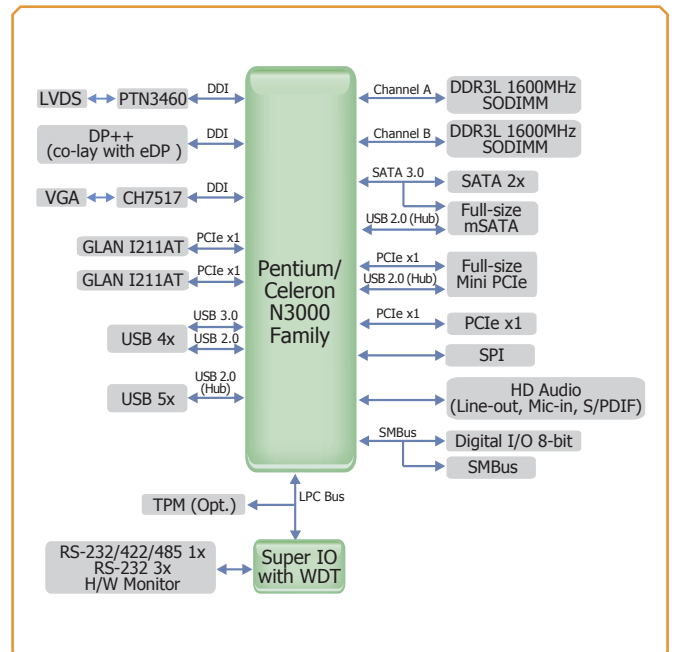 LVDS
PTN3460
DDI
DP++
(co-lay with eDP )
DDI
VGA
CH7517
DDI
GLAN I211AT
PCIe x1
GLAN I211AT
PCIe x1
USB 4x
USB 3.0
USB 2.0
USB 5x
USB 2.0
(Hub)
Pentium/
Celeron
N3000
Family
Channel A
DDR3L 1600MHz
SODIMM
Channel B
DDR3L 1600MHz
SODIMM
SATA 3.0
SATA 2x
USB 2.0 (Hub)
Full-size
mSATA
PCIe x1
USB 2.0 (Hub)
Full-size
Mini PCIe
PCIe x1
PCIe x1
SPI
HD Audio
(Line-out, Mic-in, S/PDIF)
SMBus
Digital I/O 8-bit
SMBus
TPM (Opt.)
LPC Bus
RS-232/422/485 1x
RS-232 3x
H/W Monitor
Super IO
with WDT